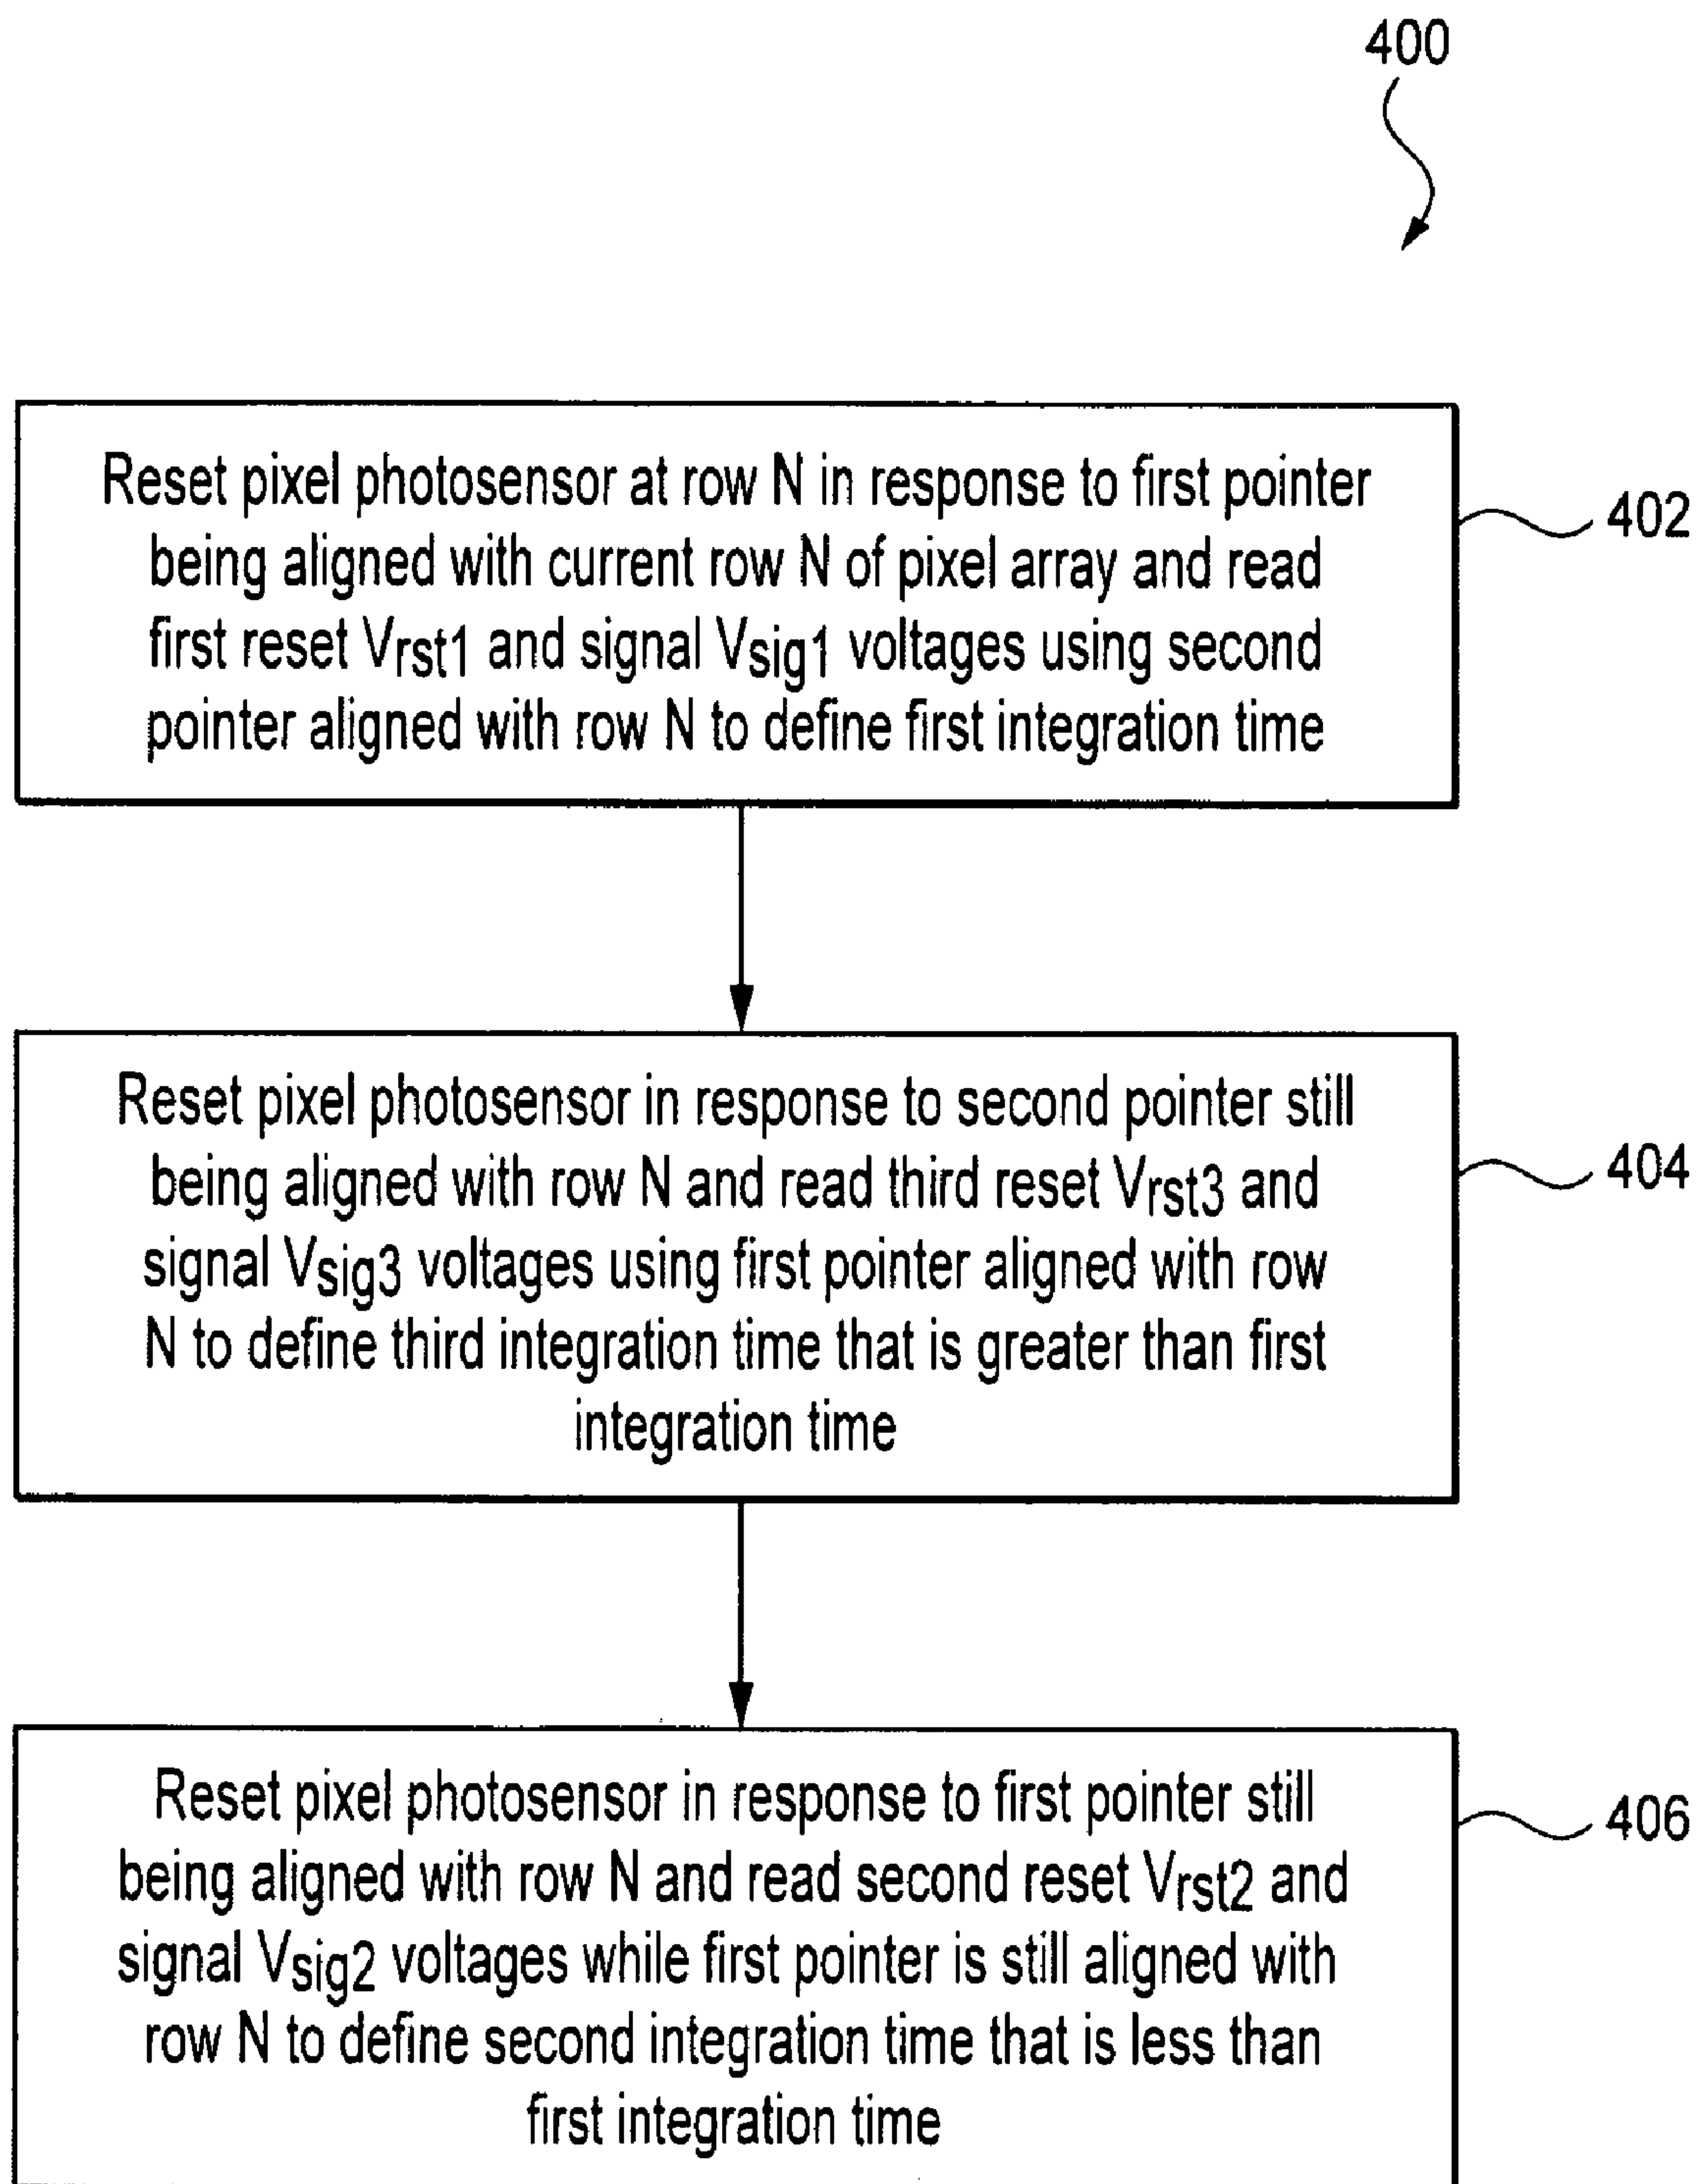 400
Reset pixel photosensor at row N in response to first pointer
being aligned with current row N of pixel array and read
first reset Vrst1 and signal Vsig1 voltages using second
pointer aligned with row N to define first integration time
402
Reset pixel photosensor in response to second pointer still
being aligned with row N and read third reset Vrst3 and
signal Vsig3 voltages using first pointer aligned with row
N to define third integration time that is greater than first
integration time
404
Reset pixel photosensor in response to first pointer still
being aligned with row N and read second reset Vrst2 and
signal Vsig2 voltages while first pointer is still aligned with
row N to define second integration time that is less than
first integration time
406